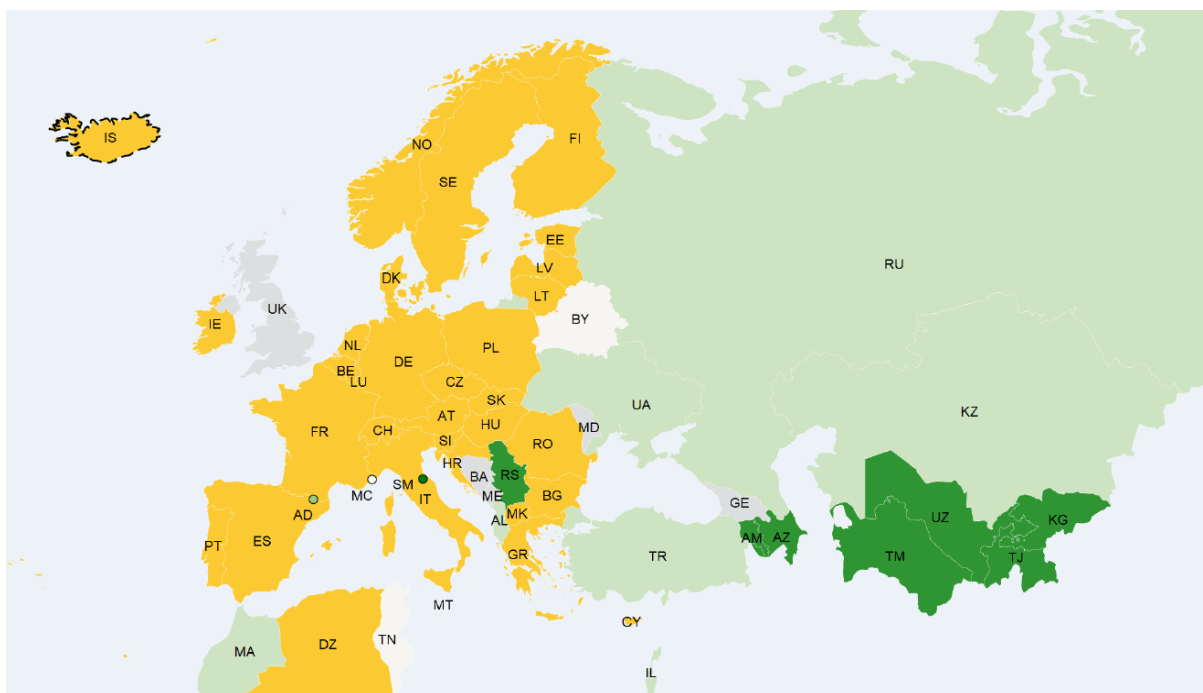 IS
NO
FI
SE
EE
LV
DK
LT
RU
UK
BY
IE
NL
PL
BE
DE
LU
CZ
SK
UA
AT
KZ
FR
CH
HU
MD
SI
RO
HR
BA
RS
MC
SM
IT
ME
BG
AD
MK
GE
AL
UZ
KG
PT
ES
GR
TR
AM
AZ
TM
TJ
MT
CY
MA
DZ
TN
IL